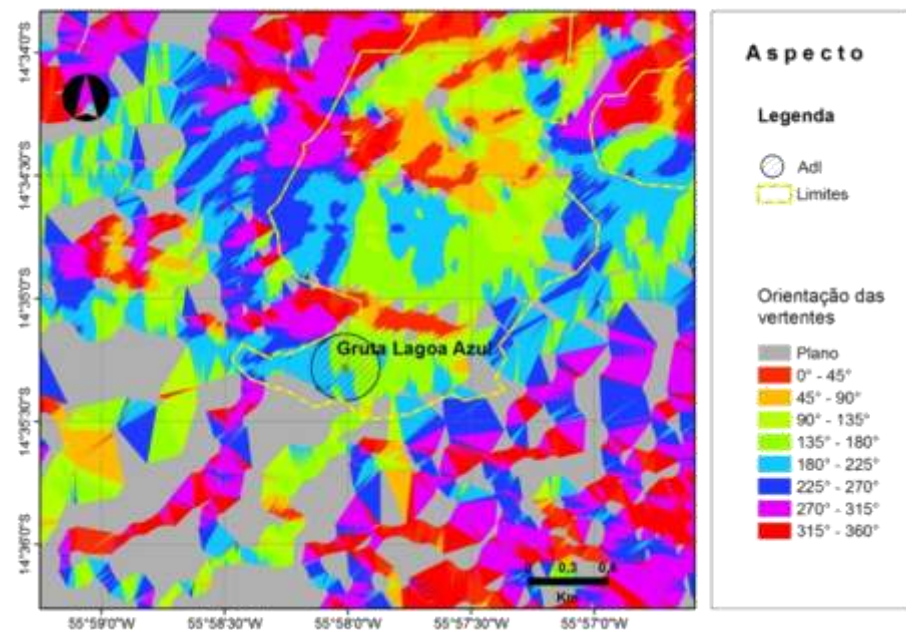 Aspecto
Legenda
Adl
Limites
Orientação das
vertentes
Plano
0° - 45°
45° - 90°
90° - 135°
135° - 180°
180° - 225°
225° - 270°
270° - 315°
315° - 360°
Gruta Lagoa Azul
14°34'0"S
14°34'30"S
14°35'0"S
14°35'30"S
14°36'0"S
0.3
Km
55°59'0"W
55°58'30"W
55°58'0"W
55°57'30"W
55°57'0"W